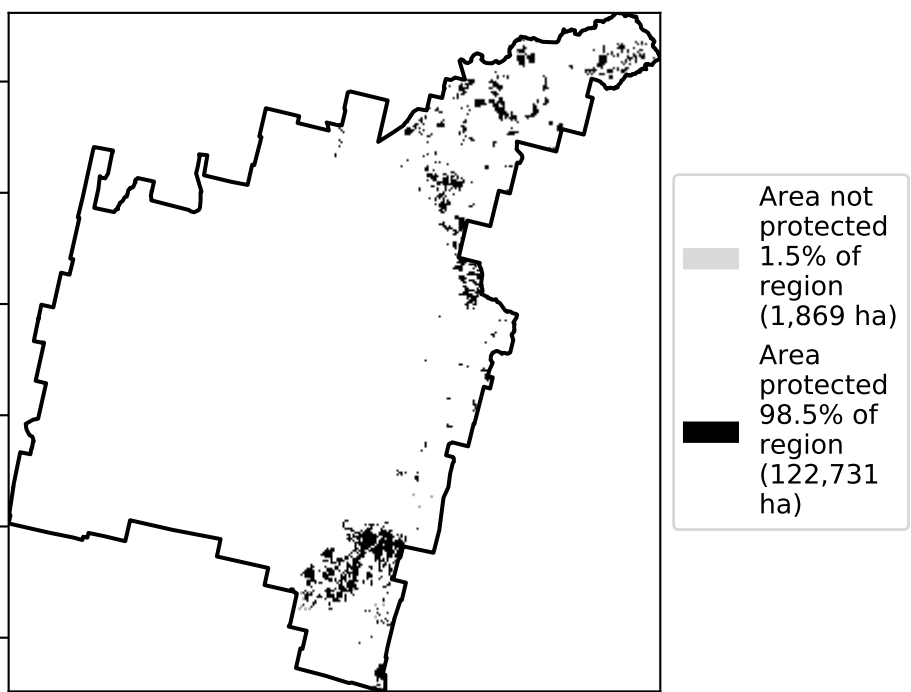 Area not
protected
1.5% of
region
(1,869 ha)
Area
protected
98.5% of
region
(122,731
ha)